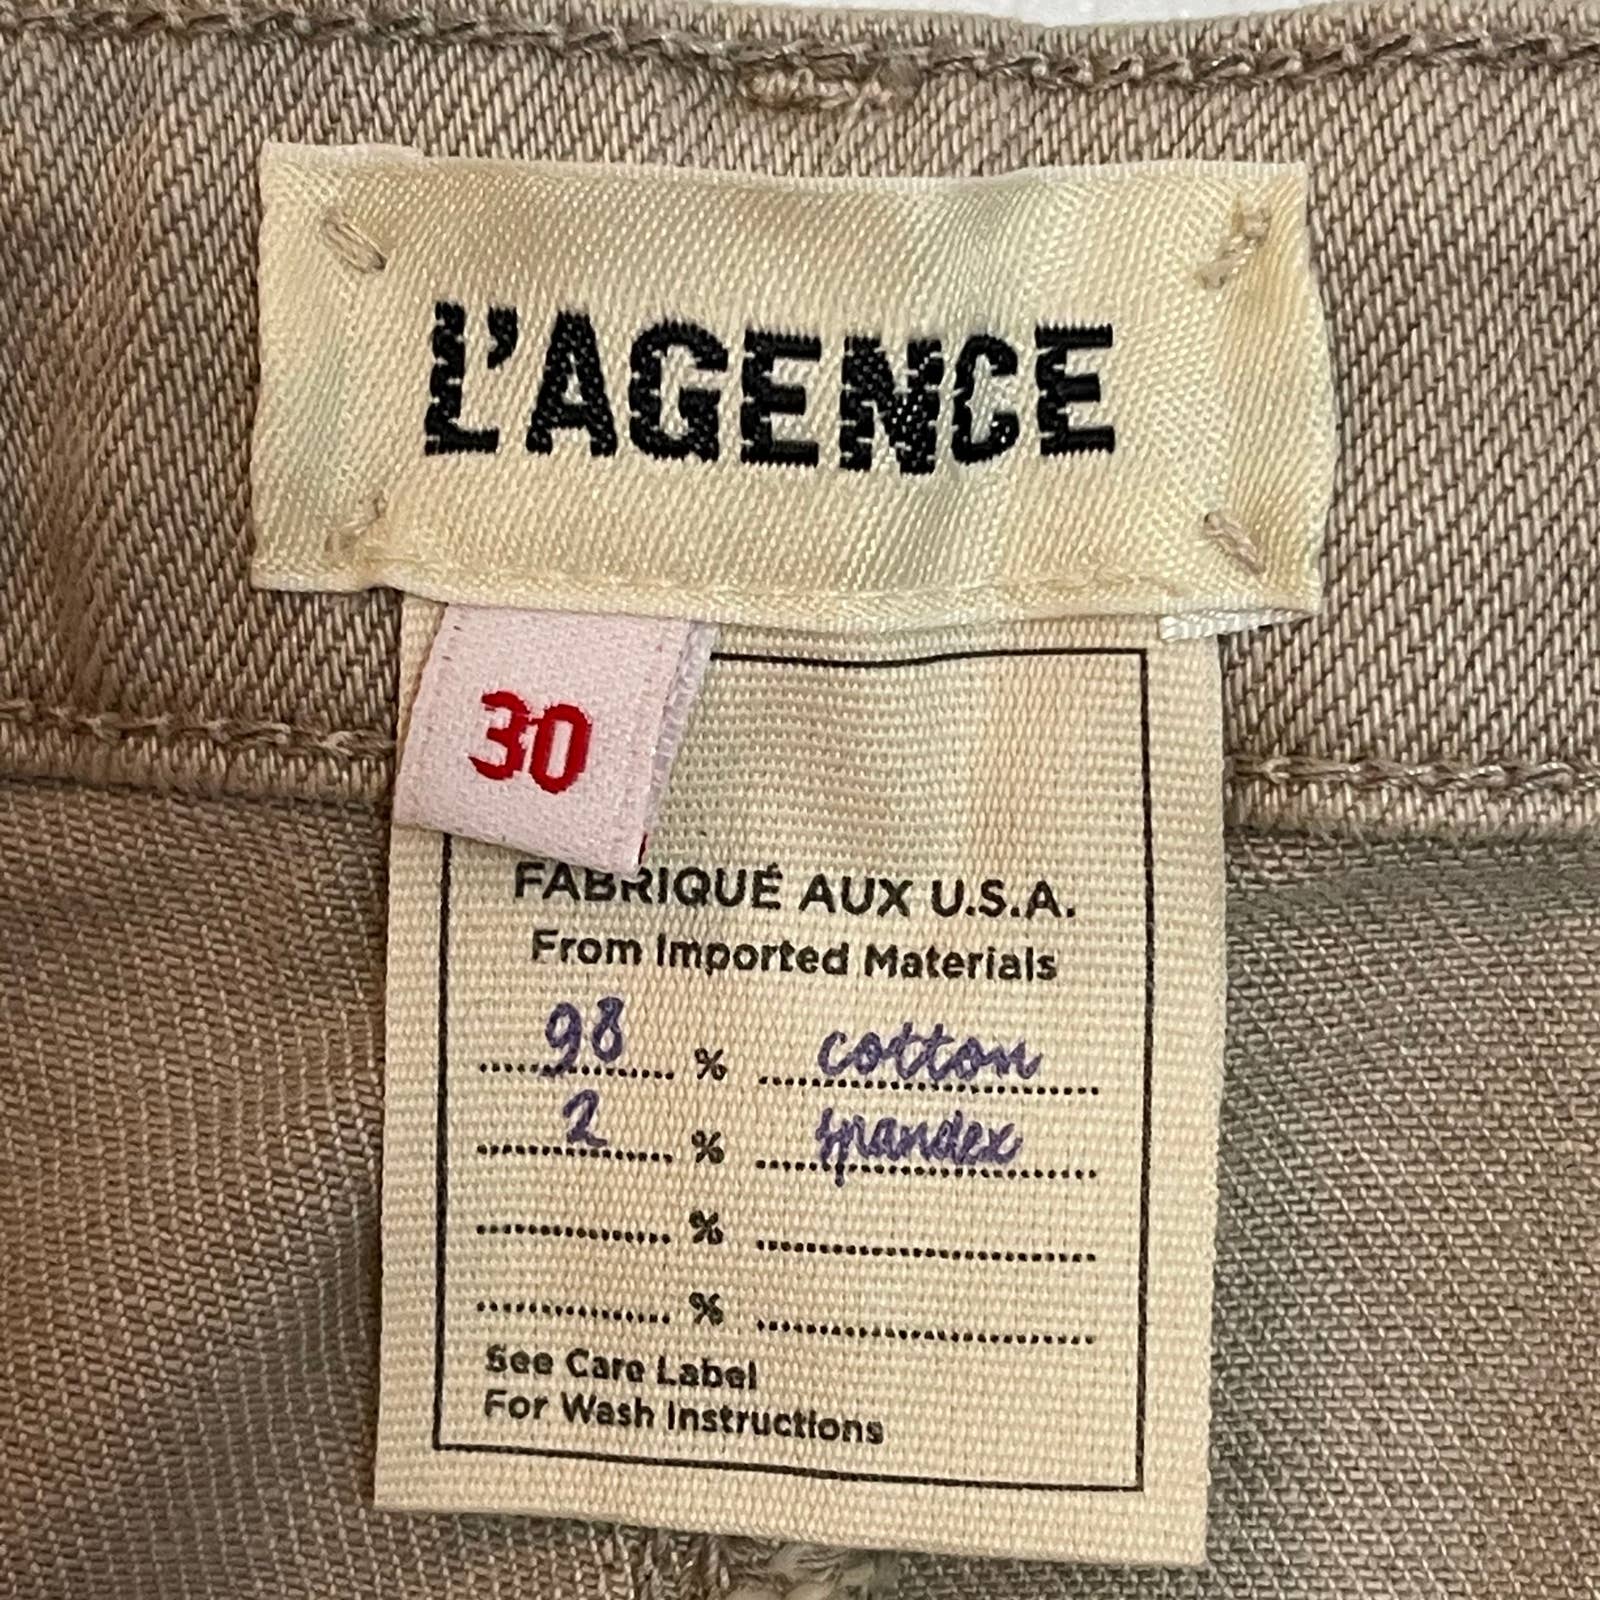 L'AGENCE
30
FABRIQUÉ AUX U.S.A.
From Imported Materials
98 % cotton
2 % spandex
%
%
See Care Label
For Wash Instructions